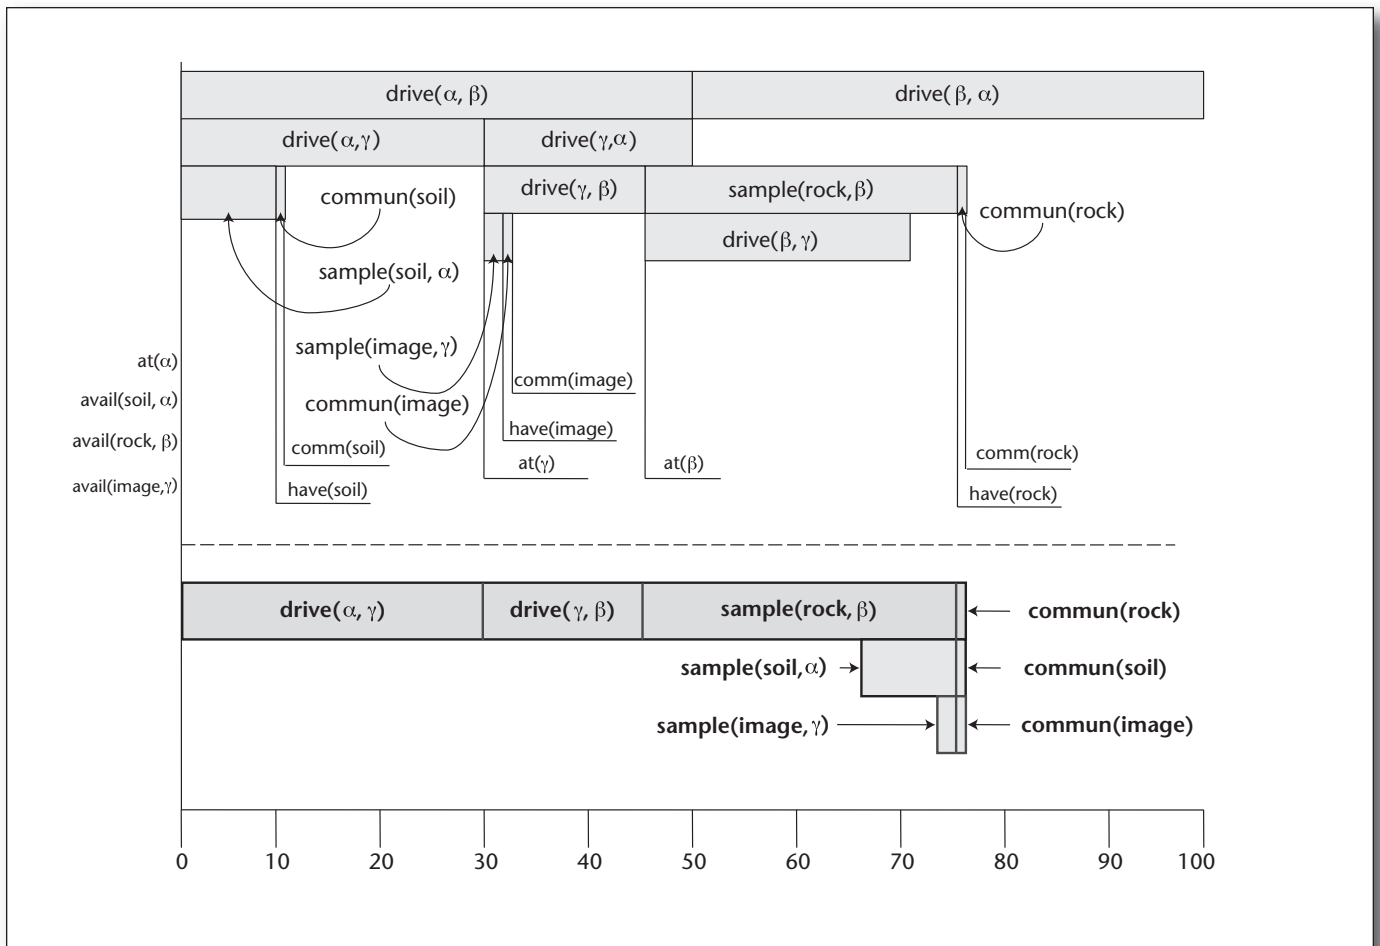 drive(α, β)
drive(β, α)
drive(α,γ)
drive(γ,α)
drive(γ, β)
sample(rock,β)
commun(soil)
commun(rock)
drive(β,γ)
sample(soil, α)
sample(image,γ)
at(α)
comm(image)
avail(soil, α)
commun(image)
have(image)
avail(rock, β)
comm(soil)
comm(rock)
at(γ)
at(β)
avail(image,γ)
have(soil)
have(rock)
drive(α, γ)
drive(γ, β)
sample(rock, β)
commun(rock)
sample(soil,α)
commun(soil)
sample(image,γ)
commun(image)
0 10 20 30 40 50 60 70 80 90 100